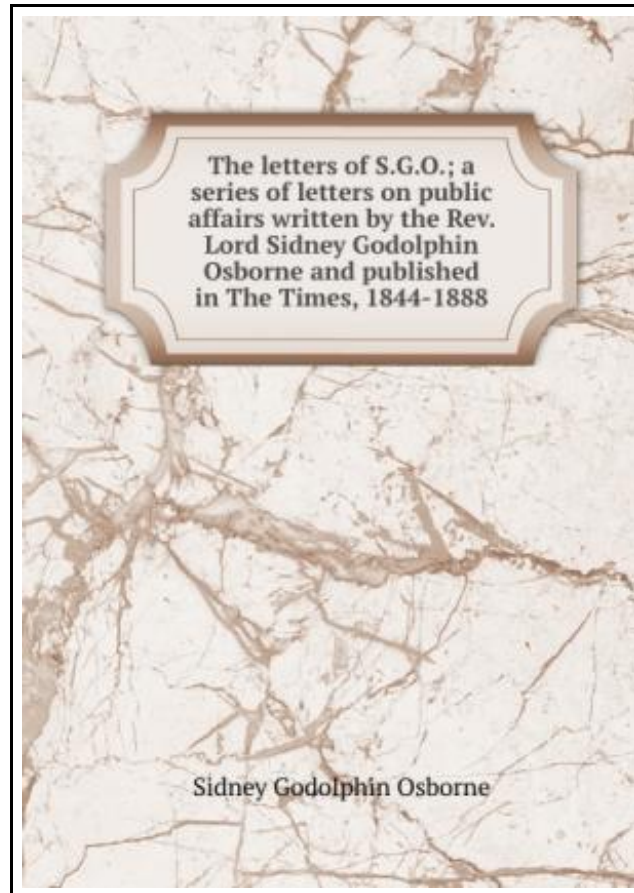 The letters of S.G.O.; a
series of letters on public
affairs written by the Rev.
Lord Sidney Godolphin
Osborne and published
in The Times, 1844-1888
Sidney Godolphin Osborne